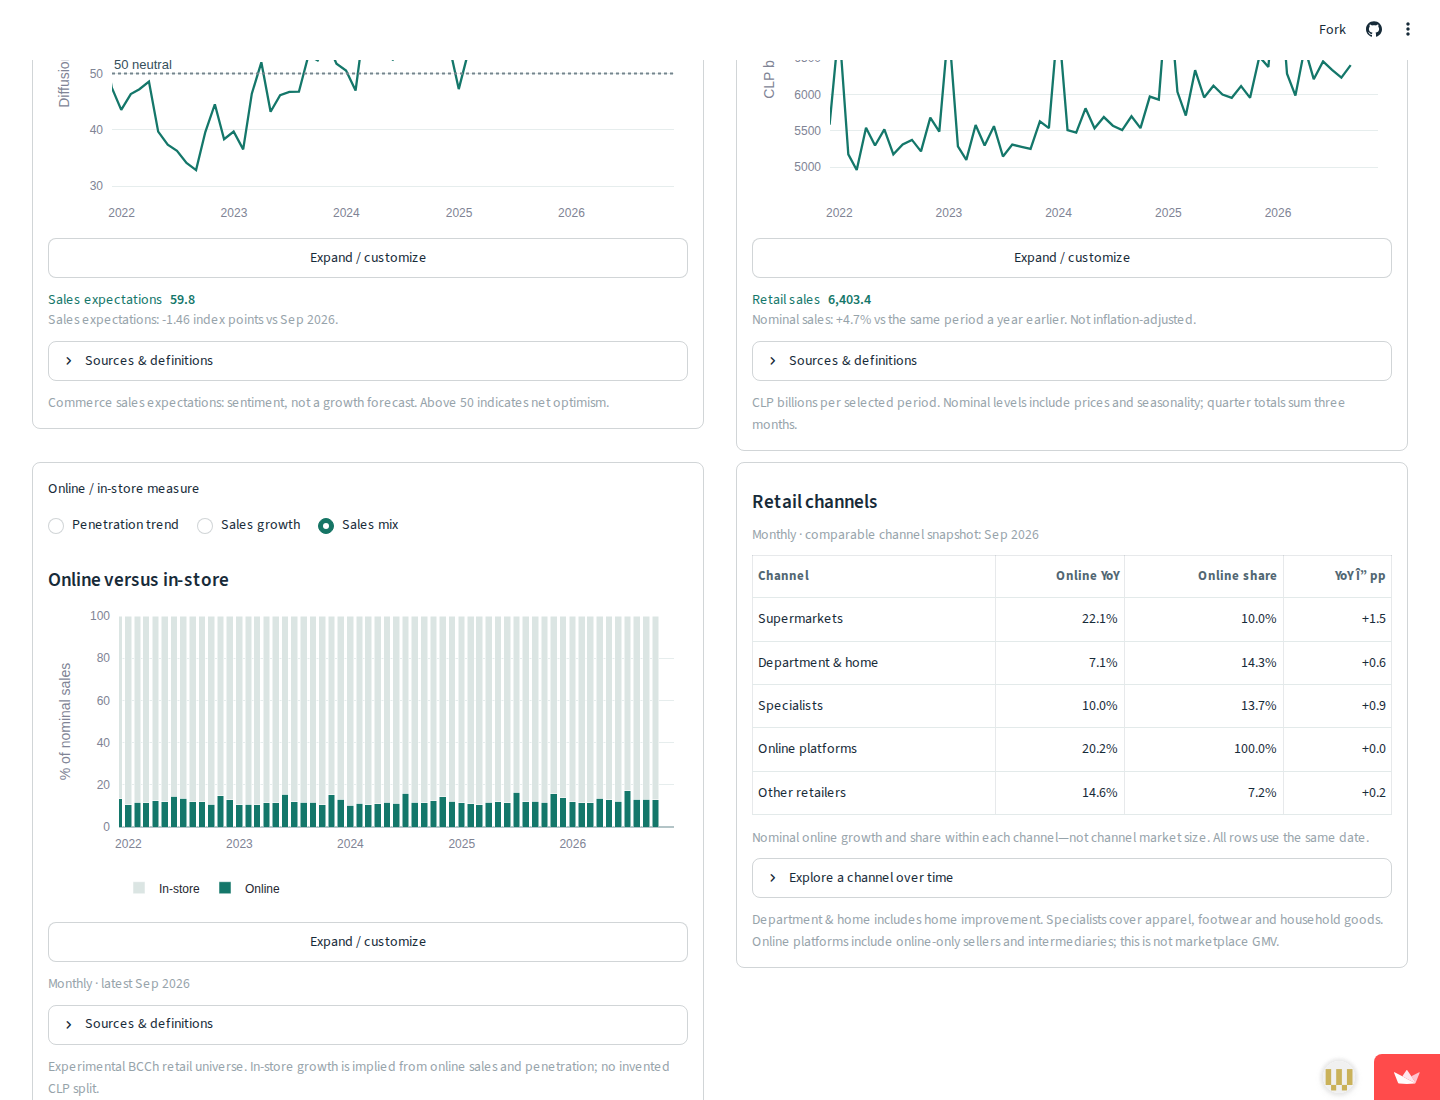 Fork
Diffusio
50 neutral
50
40
30
2022 2023 2024 2025 2026
Expand / customize
Sales expectations 59.8
Sales expectations: -1.46 index points vs Sep 2026.
Sources & definitions
Commerce sales expectations: sentiment, not a growth forecast. Above 50 indicates net optimism.
CLP b
6000
5500
5000
2022 2023 2024 2025 2026
Expand / customize
Retail sales 6,403.4
Nominal sales: +4.7% vs the same period a year earlier. Not inflation-adjusted.
Sources & definitions
CLP billions per selected period. Nominal levels include prices and seasonality; quarter totals sum three
months.
Online / in-store measure
Penetration trend Sales growth Sales mix
Online versus in-store
% of nominal sales
100
80
60
40
20
0
2022 2023 2024 2025 2026
In-store Online
Expand / customize
Monthly · latest Sep 2026
Sources & definitions
Experimental BCCh retail universe. In-store growth is implied from online sales and penetration; no invented
CLP split.
Retail channels
Monthly · comparable channel snapshot: Sep 2026
Channel Online YoY Online share YoY Î” pp
Supermarkets 22.1% 10.0% +1.5
Department & home 7.1% 14.3% +0.6
Specialists 10.0% 13.7% +0.9
Online platforms 20.2% 100.0% +0.0
Other retailers 14.6% 7.2% +0.2
Nominal online growth and share within each channel—not channel market size. All rows use the same date.
Explore a channel over time
Department & home includes home improvement. Specialists cover apparel, footwear and household goods.
Online platforms include online-only sellers and intermediaries; this is not marketplace GMV.